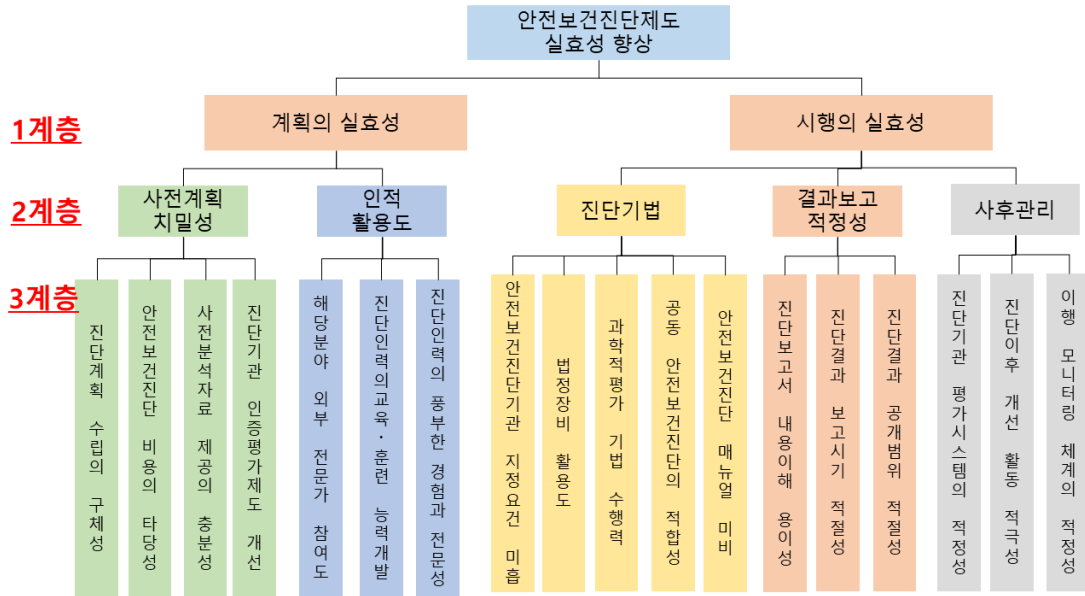 안전보건진단제도
실효성 향상
1계층
계획의 실효성
시행의 실효성
2계층
사전계획
치밀성
인적
활용도
진단기법
결과보고
적정성
사후관리
3계층
진단계획 수립의 구체성
안전보건진단 비용의 타당성
사전분석자료 제공의 충분성
진단기관 인증평가제도 개선
해당분야 외부 전문가 참여도
진단인력의교육·훈련 능력개발
진단인력의 풍부한 경험과 전문성
안전보건진단기관 지정요건 미흡
법정장비 활용도
과학적평가 기법 수행력
공동 안전보건진단의 적합성
안전보건진단 매뉴얼 미비
진단보고서 내용이해 용이성
진단결과 보고시기 적절성
진단결과 공개범위 적절성
진단기관 평가시스템의 적정성
진단이후 개선 활동 적극성
이행 모니터링 체계의 적정성